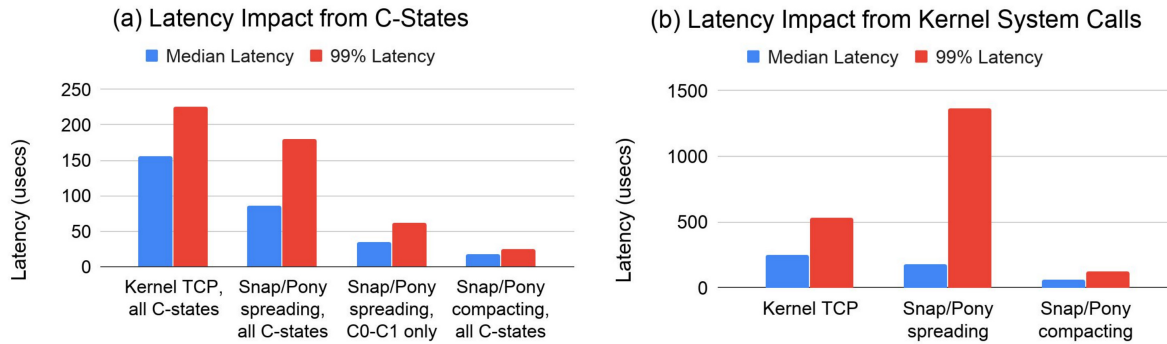 (a) Latency Impact from C-States
Median Latency 99% Latency
250
200
150
100
50
0
Latency (usecs)
Kernel TCP,
all C-states
Snap/Pony
spreading,
all C-states
Snap/Pony
spreading,
C0-C1 only
Snap/Pony
compacting,
all C-states
(b) Latency Impact from Kernel System Calls
Median Latency 99% Latency
1500
1000
500
0
Latency (usecs)
Kernel TCP
Snap/Pony
spreading
Snap/Pony
compacting